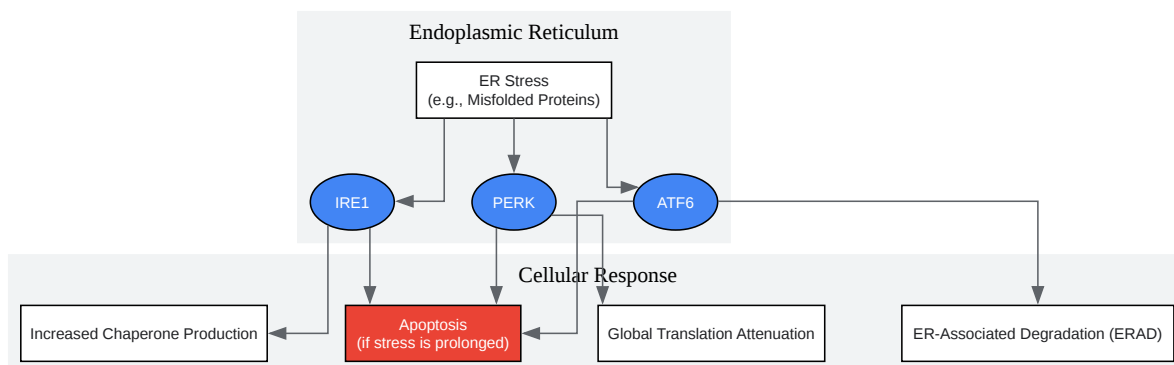 Endoplasmic Reticulum
ER Stress
(e.g., Misfolded Proteins)
IRE1
PERK
ATF6
Cellular Response
Increased Chaperone Production
Apoptosis
(if stress is prolonged)
Global Translation Attenuation
ER-Associated Degradation (ERAD)